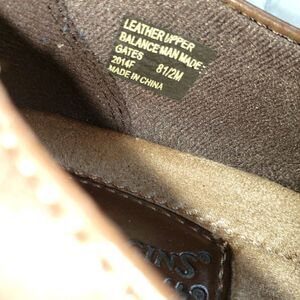 LEATHER UPPER
BALANCE MAN MADE
GATES
2014F 8 1/2M
MADE IN CHINA